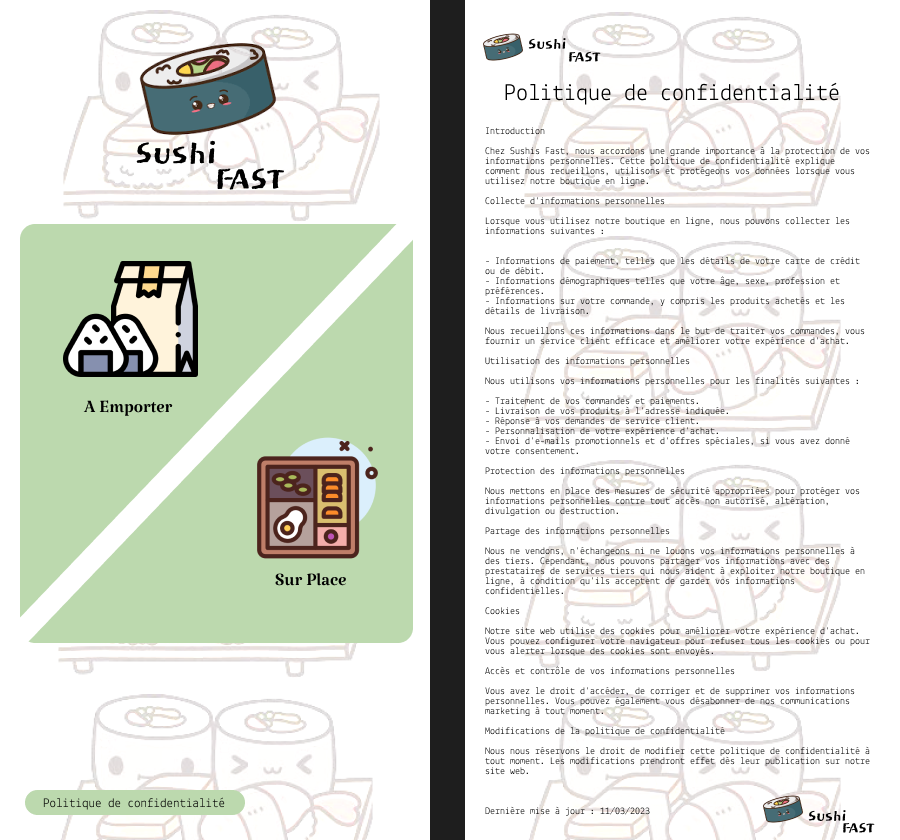 Sushi
FAST
A Emporter
Sur Place
Politique de confidentialité
Sushi
FAST
Politique de confidentialité
Introduction
Chez Sushis Fast, nous accordons une grande importance à la protection de vos
informations personnelles. Cette politique de confidentialité explique
comment nous recueillons, utilisons et protégeons vos données lorsque vous
utilisez notre boutique en ligne.
Collecte d'informations personnelles
Lorsque vous utilisez notre boutique en ligne, nous pouvons collecter les
informations suivantes :
- Informations de paiement, telles que les détails de votre carte de crédit
ou de débit.
- Informations démographiques telles que votre âge, sexe, profession et
préférences.
- Informations sur votre commande, y compris les produits achetés et les
détails de livraison.
Nous recueillons ces informations dans le but de traiter vos commandes, vous
fournir un service client efficace et améliorer votre expérience d'achat.
Utilisation des informations personnelles
Nous utilisons vos informations personnelles pour les finalités suivantes :
- Traitement de vos commandes et paiements.
- Livraison de vos produits à l'adresse indiquée.
- Réponse à vos demandes de service client.
- Personnalisation de votre expérience d'achat.
- Envoi d'e-mails promotionnels et d'offres spéciales, si vous avez donné
votre consentement.
Protection des informations personnelles
Nous mettons en place des mesures de sécurité appropriées pour protéger vos
informations personnelles contre tout accès non autorisé, altération,
divulgation ou destruction.
Partage des informations personnelles
Nous ne vendons, n'échangeons ni ne louons vos informations personnelles à
des tiers. Cependant, nous pouvons partager vos informations avec des
prestataires de services tiers qui nous aident à exploiter notre boutique en
ligne, à condition qu'ils acceptent de garder vos informations
confidentielles.
Cookies
Notre site web utilise des cookies pour améliorer votre expérience d'achat.
Vous pouvez configurer votre navigateur pour refuser tous les cookies ou pour
vous alerter lorsque des cookies sont envoyés.
Accès et contrôle de vos informations personnelles
Vous avez le droit d'accéder, de corriger et de supprimer vos informations
personnelles. Vous pouvez également vous désabonner de nos communications
marketing à tout moment.
Modifications de la politique de confidentialité
Nous nous réservons le droit de modifier cette politique de confidentialité à
tout moment. Les modifications prendront effet dès leur publication sur notre
site web.
Dernière mise à jour : 11/03/2023
Sushi
FAST